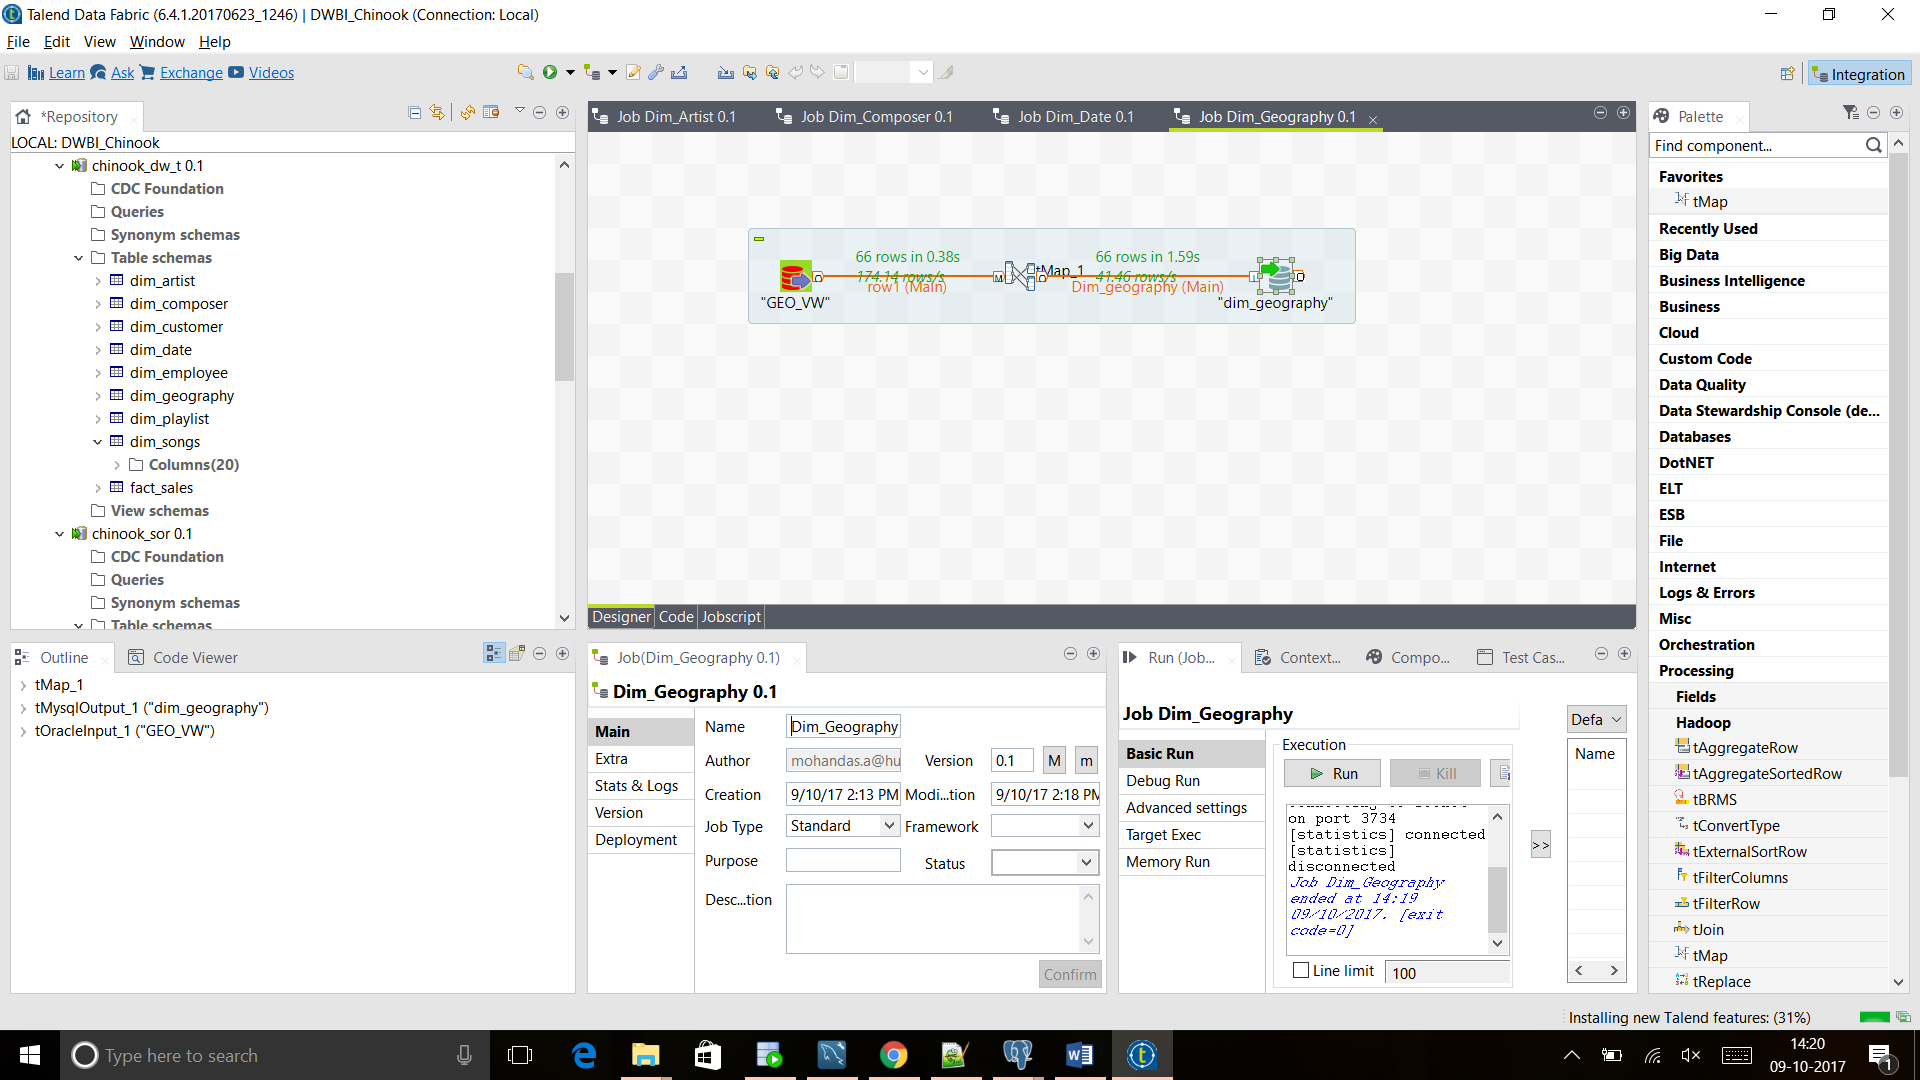 Talend Data Fabric (6.4.1.20170623_1246) | DWBI_Chinook (Connection: Local)
File Edit View Window Help
Learn Ask Exchange Videos
Integration
*Repository
LOCAL: DWBI_Chinook
chinook_dw_t 0.1
CDC Foundation
Queries
Synonym schemas
Table schemas
dim_artist
dim_composer
dim_customer
dim_date
dim_employee
dim_geography
dim_playlist
dim_songs
Columns(20)
fact_sales
View schemas
chinook_sor 0.1
CDC Foundation
Queries
Synonym schemas
Table schemas
Job Dim_Artist 0.1 Job Dim_Composer 0.1 Job Dim_Date 0.1 Job Dim_Geography 0.1
66 rows in 0.38s
174.14 rows/s
row1 (Main)
"GEO_VW"
tMap_1
66 rows in 1.59s
41.46 rows/s
Dim_geography (Main)
"dim_geography"
Designer Code Jobscript
Palette
Find component...
Favorites
tMap
Recently Used
Big Data
Business Intelligence
Business
Cloud
Custom Code
Data Quality
Data Stewardship Console (de...
Databases
DotNET
ELT
ESB
File
Internet
Logs & Errors
Misc
Orchestration
Processing
Fields
Hadoop
tAggregateRow
tAggregateSortedRow
tBRMS
tConvertType
tExternalSortRow
tFilterColumns
tFilterRow
tJoin
tMap
tReplace
Outline Code Viewer
tMap_1
tMysqlOutput_1 ("dim_geography")
tOracleInput_1 ("GEO_VW")
Job(Dim_Geography 0.1)
Dim_Geography 0.1
Main
Extra
Stats & Logs
Version
Deployment
Name Dim_Geography
Author mohandas.a@hu Version 0.1 M m
Creation 9/10/17 2:13 PM Modi...tion 9/10/17 2:18 PM
Job Type Standard Framework
Purpose Status
Desc...tion
Confirm
Run (Job... Context... Compo... Test Cas...
Job Dim_Geography
Defa
Basic Run
Debug Run
Advanced settings
Target Exec
Memory Run
Execution
Run Kill
on port 3734
[statistics] connected
[statistics]
disconnected
Job Dim_Geography
ended at 14:19
09/10/2017. [exit
code=0]
Line limit 100
>>
Name
Installing new Talend features: (31%)
Type here to search
14:20
09-10-2017
1